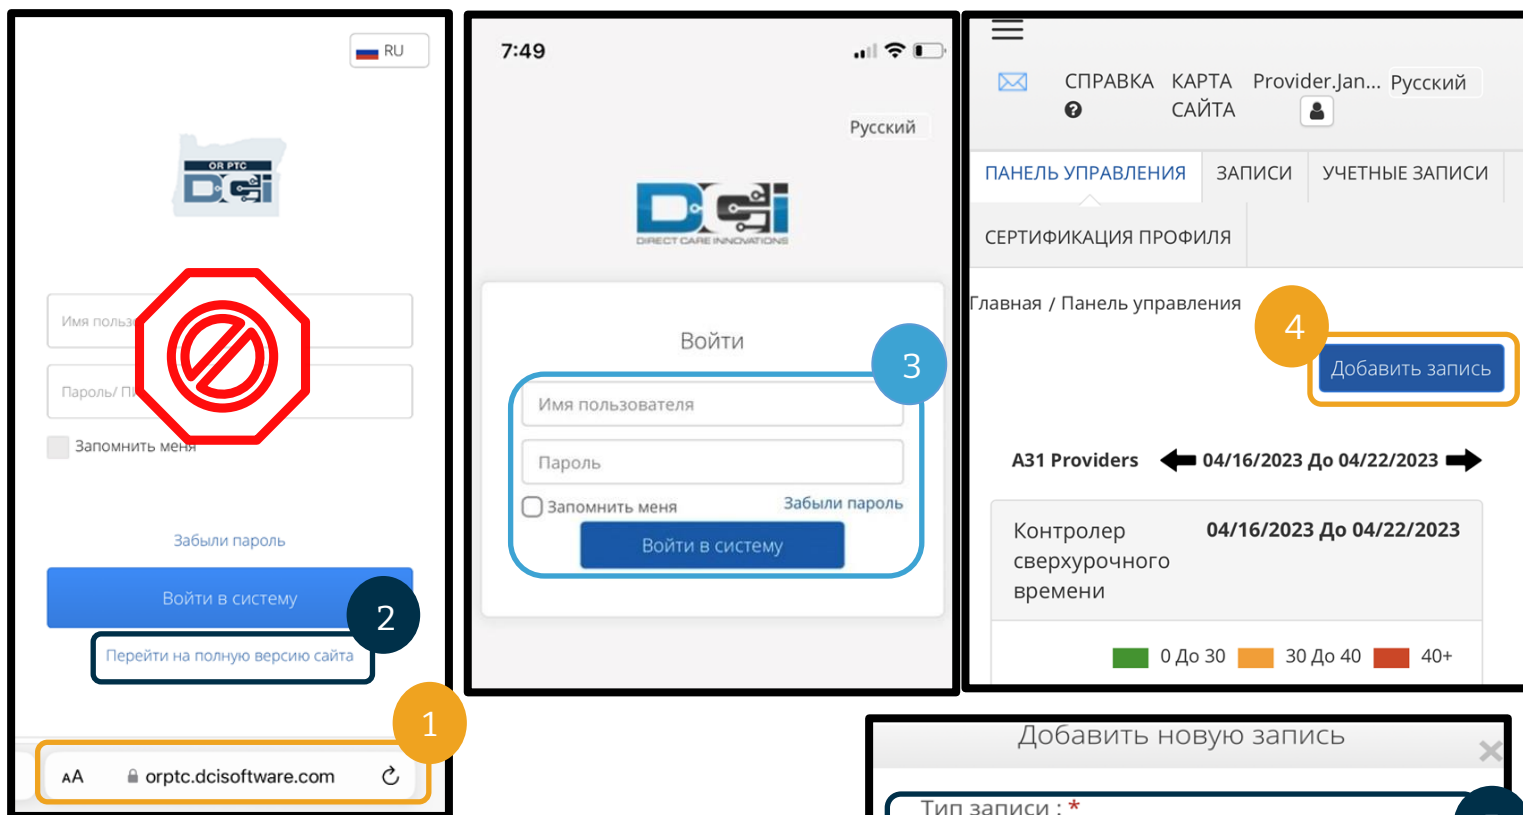 RU
OR PTC
DCi
Имя
Пароль/
Запомнить меня
Забыли пароль
Войти в систему
2
Перейти на полную версию сайта
1
AA orptc.dcisoftware.com
7:49
Русский
DCi
DIRECT CARE INNOVATIONS
Войти
3
Имя пользователя
Пароль
Запомнить меня
Забыли пароль
Войти в систему
СПРАВКА КАРТА САЙТА Provider.Jan... Русский
ПАНЕЛЬ УПРАВЛЕНИЯ ЗАПИСИ УЧЕТНЫЕ ЗАПИСИ
СЕРТИФИКАЦИЯ ПРОФИЛЯ
Главная / Панель управления
4
Добавить запись
A31 Providers 04/16/2023 До 04/22/2023
Контролер 04/16/2023 До 04/22/2023
сверхурочного
времени
0 До 30 30 До 40 40+
Добавить новую запись
Тип записи : *